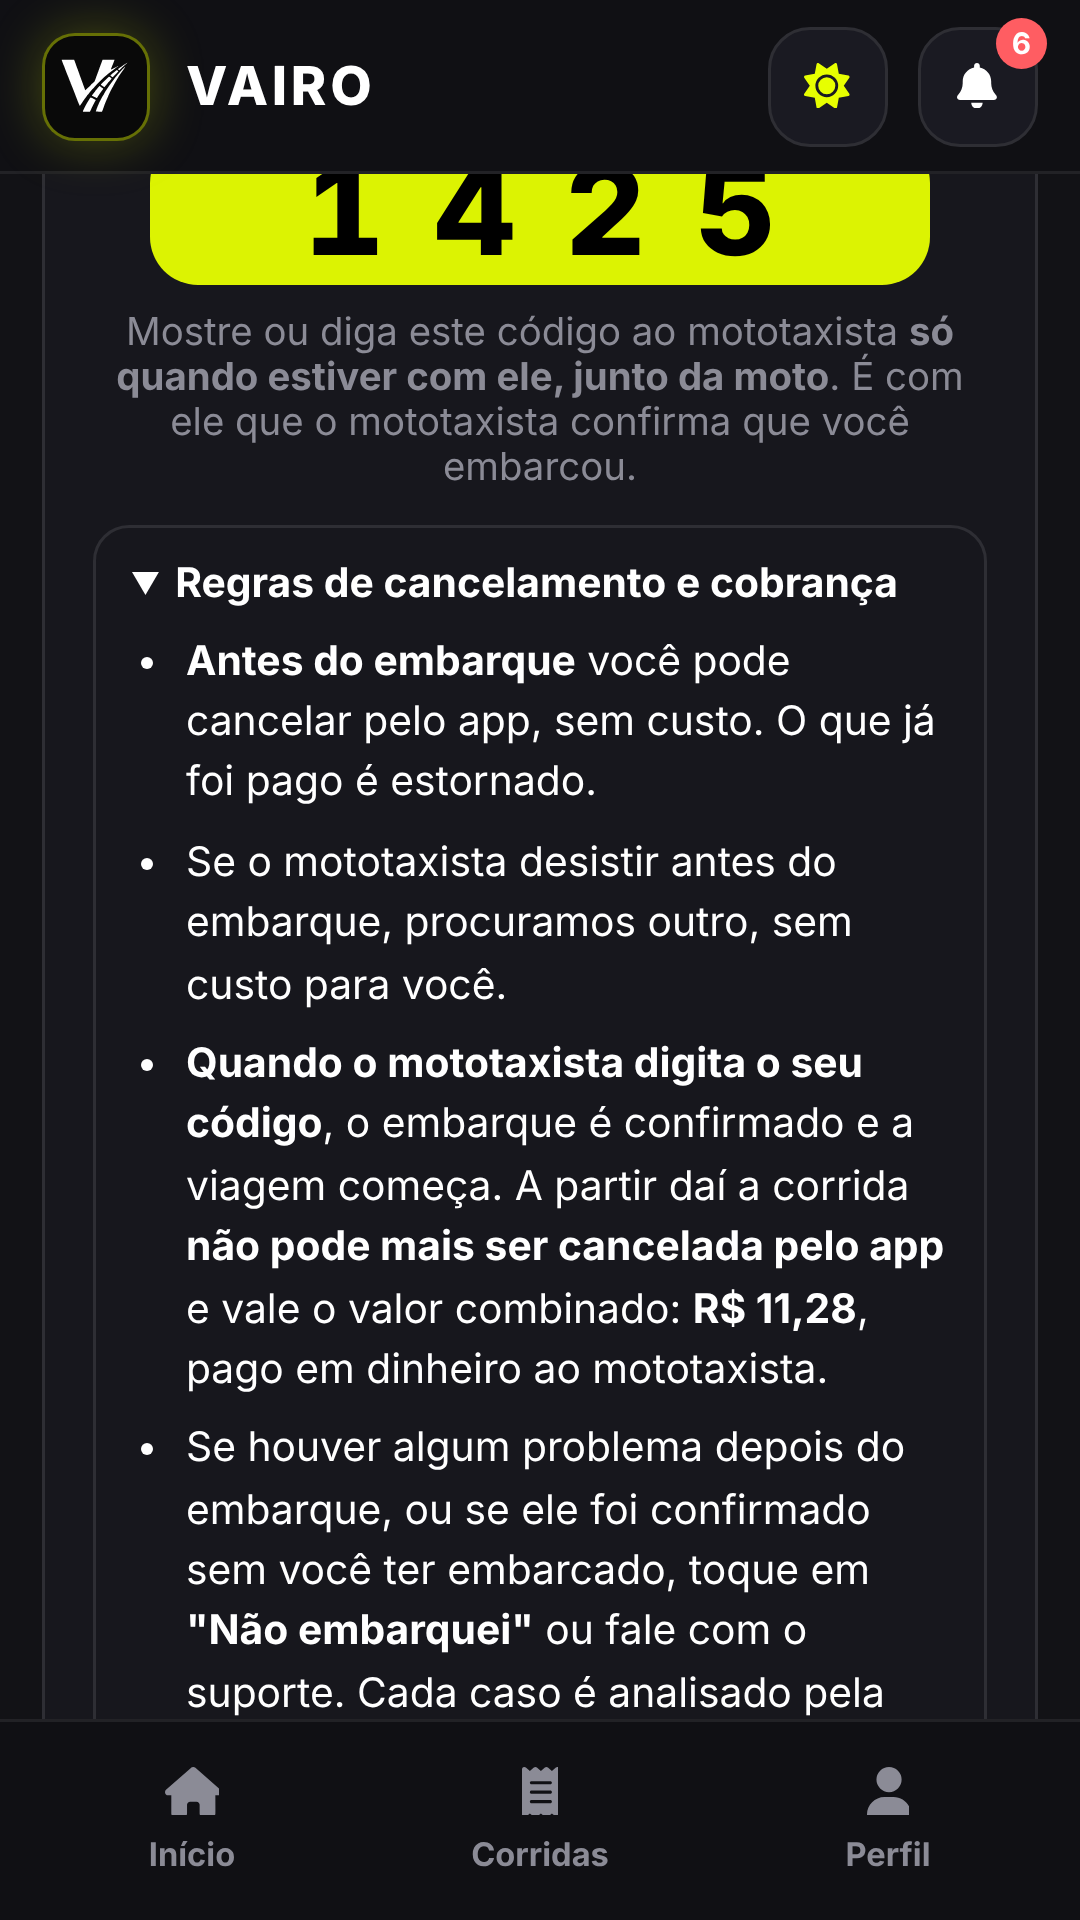 VAIRO
6
1 4 2 5
Mostre ou diga este código ao mototaxista só
quando estiver com ele, junto da moto. É com
ele que o mototaxista confirma que você
embarcou.
▼ Regras de cancelamento e cobrança
• Antes do embarque você pode
cancelar pelo app, sem custo. O que já
foi pago é estornado.
• Se o mototaxista desistir antes do
embarque, procuramos outro, sem
custo para você.
• Quando o mototaxista digita o seu
código, o embarque é confirmado e a
viagem começa. A partir daí a corrida
não pode mais ser cancelada pelo app
e vale o valor combinado: R$ 11,28,
pago em dinheiro ao mototaxista.
• Se houver algum problema depois do
embarque, ou se ele foi confirmado
sem você ter embarcado, toque em
"Não embarquei" ou fale com o
suporte. Cada caso é analisado pela
Início
Corridas
Perfil